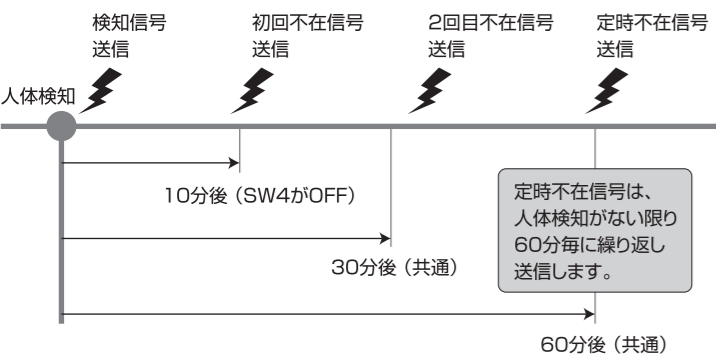 検知信号
送信
初回不在信号
送信
2回目不在信号
送信
定時不在信号
送信
人体検知
10分後（SW4がOFF）
定時不在信号は、
人体検知がない限り
60分毎に繰り返し
送信します。
30分後（共通）
60分後（共通）